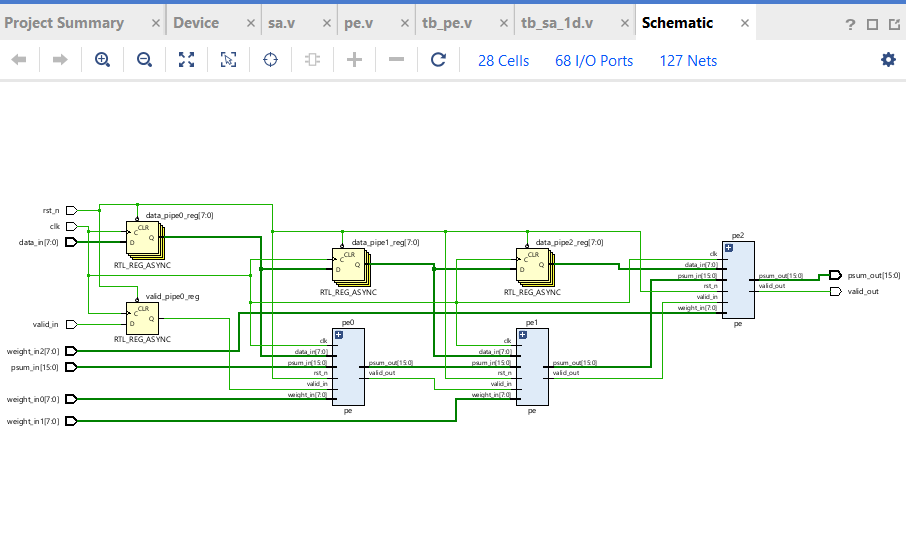 Project Summary × Device × sa.v × pe.v × tb_pe.v × tb_sa_1d.v × Schematic × ?
28 Cells 68 I/O Ports 127 Nets
rst_n
clk
data_in[7:0]
valid_in
weight_in2[7:0]
psum_in[15:0]
weight_in0[7:0]
weight_in1[7:0]
data_pipe0_reg[7:0]
CLR
C
Q
D
RTL_REG_ASYNC
valid_pipe0_reg
CLR
C
Q
D
RTL_REG_ASYNC
data_pipe1_reg[7:0]
CLR
C
Q
D
RTL_REG_ASYNC
pe0
clk
data_in[7:0]
psum_in[15:0] psum_out[15:0]
rst_n valid_out
valid_in
weight_in[7:0]
pe
data_pipe2_reg[7:0]
CLR
C
Q
D
RTL_REG_ASYNC
pe1
clk
data_in[7:0]
psum_in[15:0] psum_out[15:0]
rst_n valid_out
valid_in
weight_in[7:0]
pe
pe2
clk
data_in[7:0]
psum_in[15:0] psum_out[15:0]
rst_n valid_out
valid_in
weight_in[7:0]
pe
psum_out[15:0]
valid_out